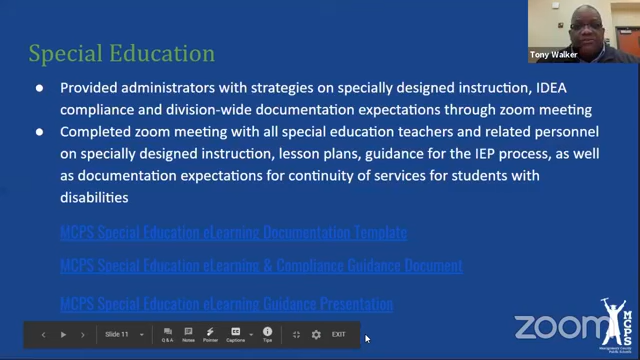 Special Education
Tony Walker
● Provided administrators with strategies on specially designed instruction, IDEA
compliance and division-wide documentation expectations through zoom meeting
● Completed zoom meeting with all special education teachers and related personnel
on specially designed instruction, lesson plans, guidance for the IEP process, as well
as documentation expectations for continuity of services for students with
disabilities
MCPS Special Education eLearning Documentation Template
MCPS Special Education eLearning & Compliance Guidance Document
MCPS Special Education eLearning Guidance Presentation
Slide 11
Q & A
Notes
Pointer
Captions
Tips
EXIT
zoom
MCPS
Montgomery County
Public Schools